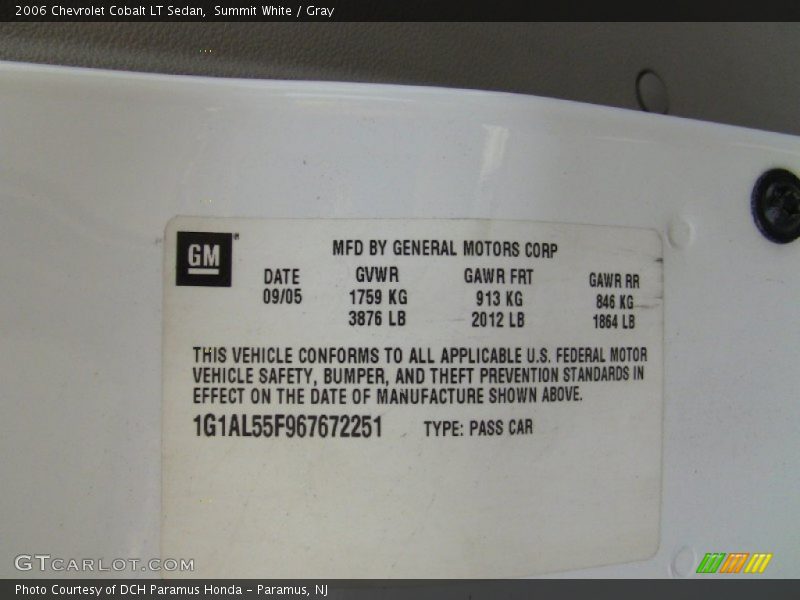 2006 Chevrolet Cobalt LT Sedan, Summit White / Gray
GM
MFD BY GENERAL MOTORS CORP
DATE GVWR GAWR FRT GAWR RR
09/05 1759 KG 913 KG 846 KG
3876 LB 2012 LB 1864 LB
THIS VEHICLE CONFORMS TO ALL APPLICABLE U.S. FEDERAL MOTOR
VEHICLE SAFETY, BUMPER, AND THEFT PREVENTION STANDARDS IN
EFFECT ON THE DATE OF MANUFACTURE SHOWN ABOVE.
1G1AL55F967672251 TYPE: PASS CAR
GTCARLOT.COM
Photo Courtesy of DCH Paramus Honda - Paramus, NJ